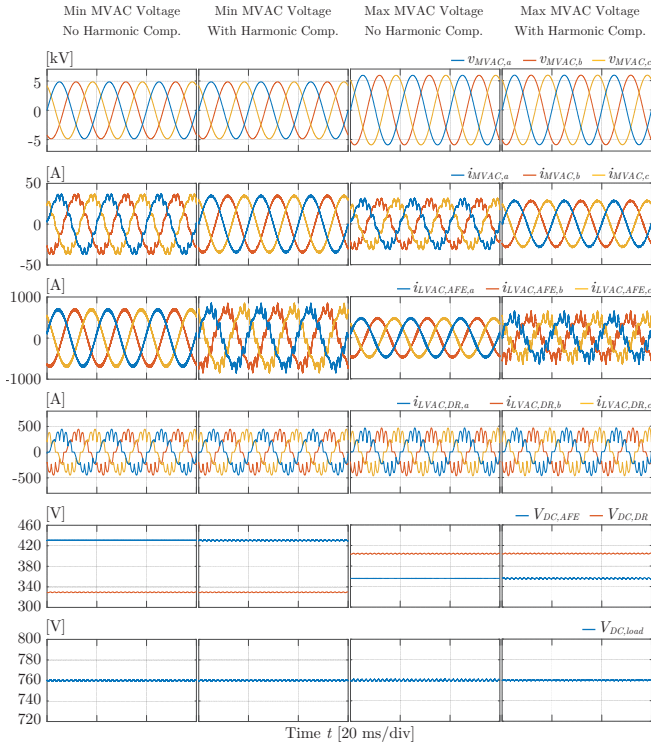 Min MVAC Voltage Min MVAC Voltage Max MVAC Voltage Max MVAC Voltage
No Harmonic Comp. With Harmonic Comp. No Harmonic Comp. With Harmonic Comp.
[kV]
v_MVAC,a v_MVAC,b v_MVAC,c
5
0
-5
[A]
i_MVAC,a i_MVAC,b i_MVAC,c
50
0
-50
[A]
i_LVAC,AFE,a i_LVAC,AFE,b i_LVAC,AFE,c
1000
0
-1000
[A]
i_LVAC,DR,a i_LVAC,DR,b i_LVAC,DR,c
500
0
-500
[V]
V_DC,AFE V_DC,DR
460
420
380
340
300
[V]
V_DC,load
800
780
760
740
720
Time t [20 ms/div]